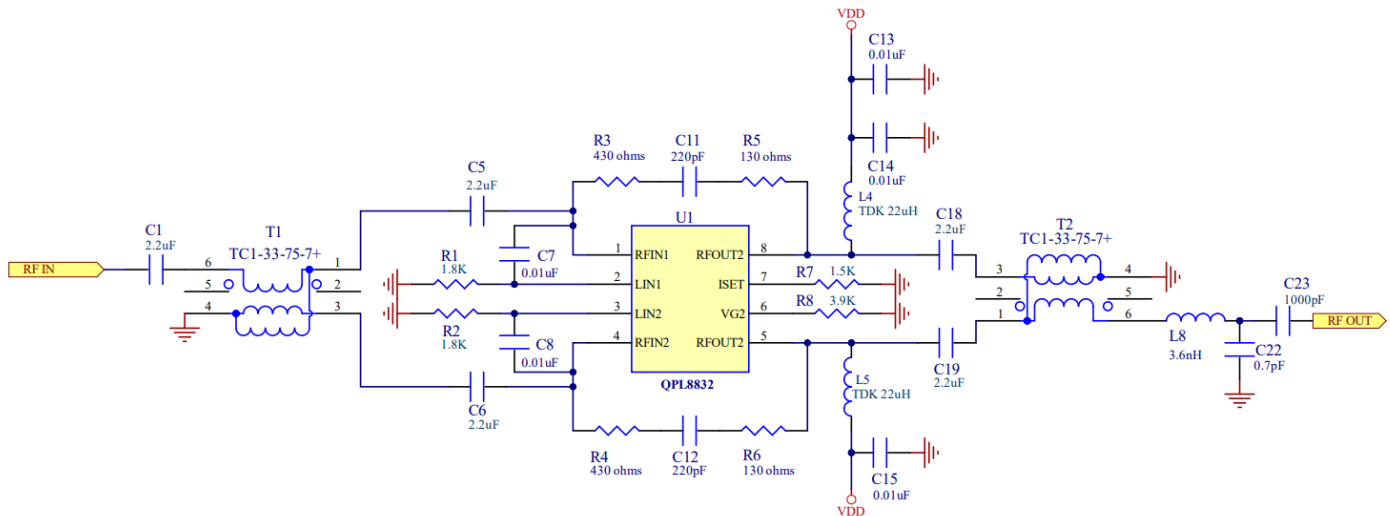 VDD
C13
0.01uF
C14
0.01uF
L4
TDK 22uH
R3
430 ohms
C11
220pF
R5
130 ohms
C5
2.2uF
U1
C1
2.2uF
T1
TC1-33-75-7+
RF IN
6
5
4
1
2
3
C7
0.01uF
R1
1.8K
R2
1.8K
C8
0.01uF
C6
2.2uF
1
2
3
4
RFIN1
LIN1
LIN2
RFIN2
RFOUT2
ISET
VG2
RFOUT2
8
7
6
5
QPL8832
R7
1.5K
R8
3.9K
C18
2.2uF
C19
2.2uF
T2
TC1-33-75-7+
3
2
1
4
5
6
L8
3.6nH
C23
1000pF
RF OUT
C22
0.7pF
R4
430 ohms
C12
220pF
R6
130 ohms
L5
TDK 22uH
C15
0.01uF
VDD